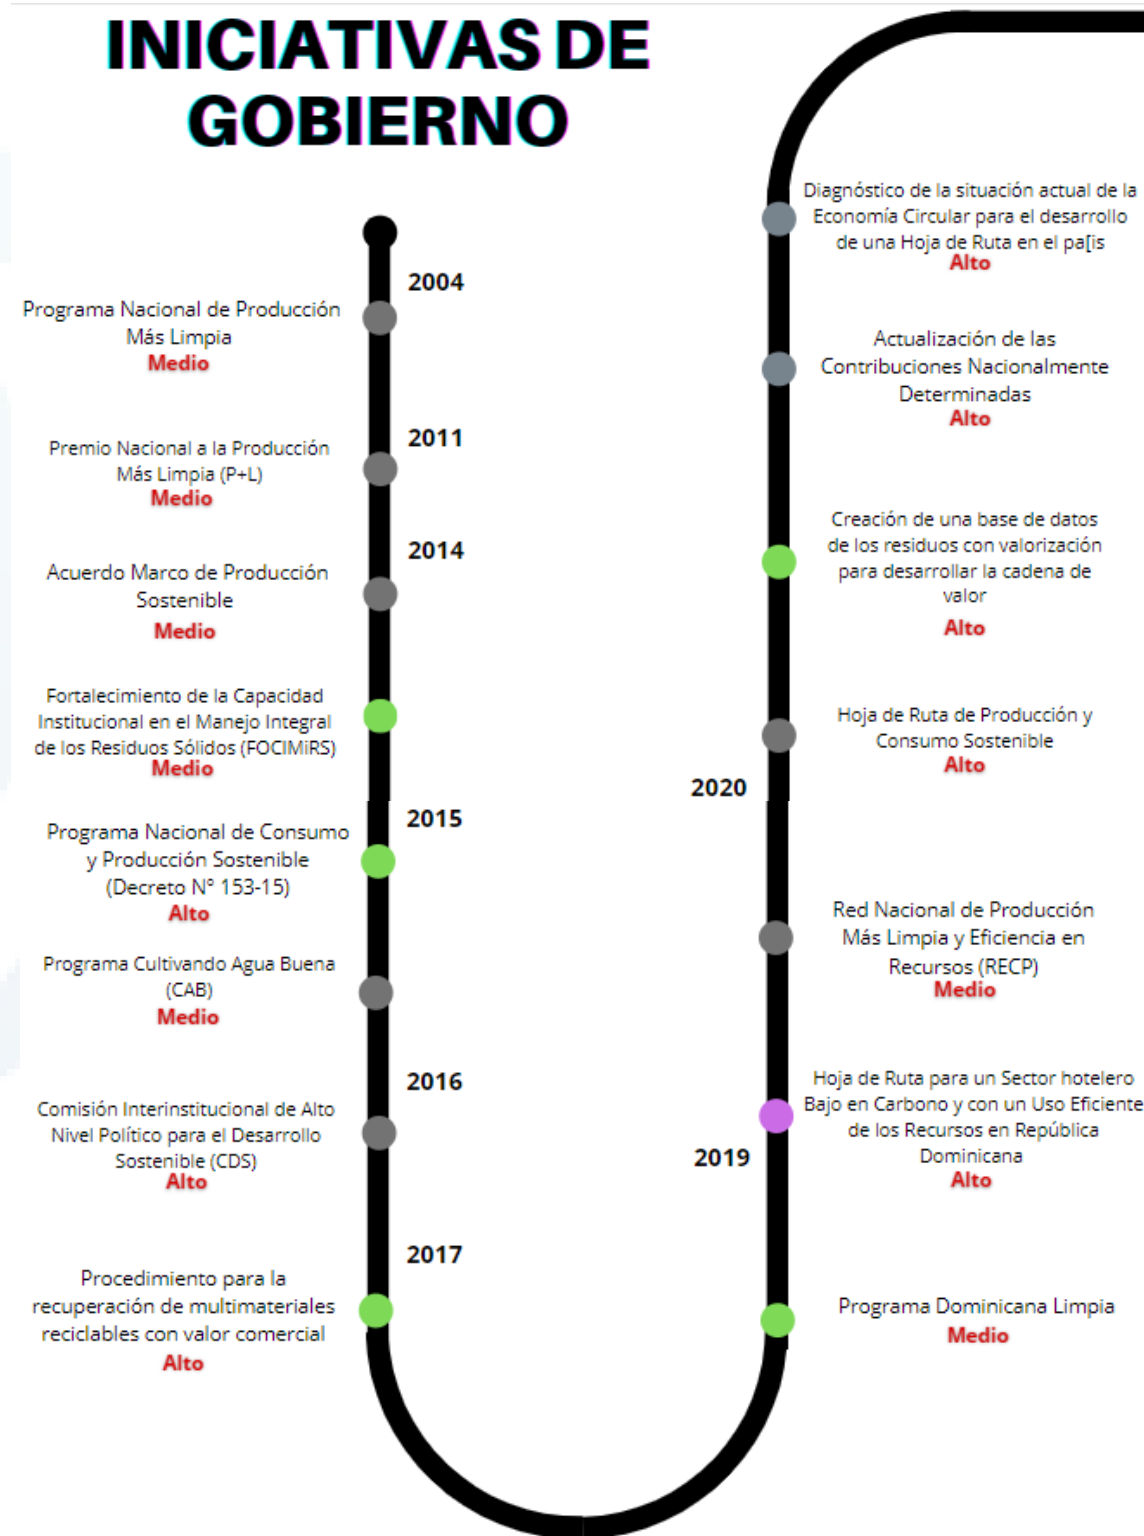 INICIATIVAS DE
GOBIERNO
2004
Programa Nacional de Producción
Más Limpia
Medio
2011
Premio Nacional a la Producción
Más Limpia (P+L)
Medio
2014
Acuerdo Marco de Producción
Sostenible
Medio
Fortalecimiento de la Capacidad
Institucional en el Manejo Integral
de los Residuos Sólidos (FOCIMiRS)
Medio
2015
Programa Nacional de Consumo
y Producción Sostenible
(Decreto N° 153-15)
Alto
Programa Cultivando Agua Buena
(CAB)
Medio
2016
Comisión Interinstitucional de Alto
Nivel Político para el Desarrollo
Sostenible (CDS)
Alto
2017
Procedimiento para la
recuperación de multimateriales
reciclables con valor comercial
Alto
Diagnóstico de la situación actual de la
Economía Circular para el desarrollo
de una Hoja de Ruta en el pa[is
Alto
Actualización de las
Contribuciones Nacionalmente
Determinadas
Alto
Creación de una base de datos
de los residuos con valorización
para desarrollar la cadena de
valor
Alto
Hoja de Ruta de Producción y
Consumo Sostenible
Alto
2020
Red Nacional de Producción
Más Limpia y Eficiencia en
Recursos (RECP)
Medio
Hoja de Ruta para un Sector hotelero
Bajo en Carbono y con un Uso Eficiente
de los Recursos en República
Dominicana
Alto
2019
Programa Dominicana Limpia
Medio